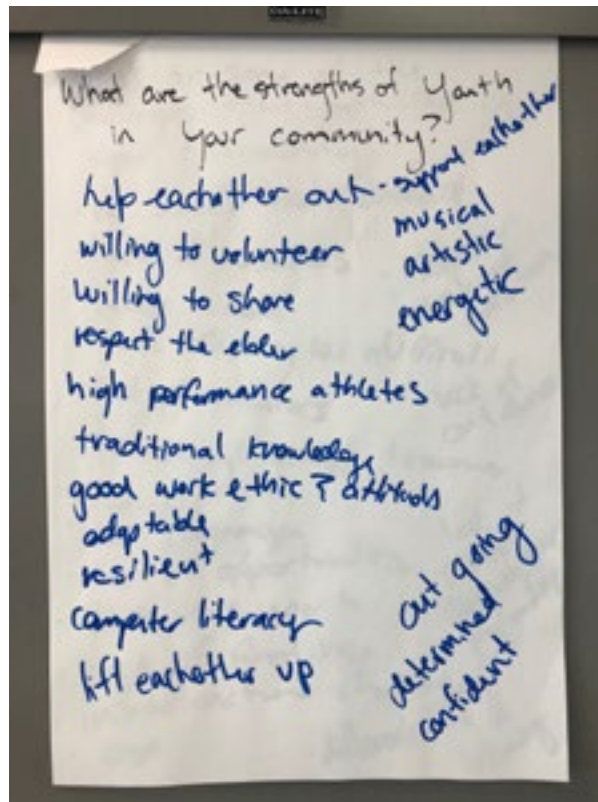 What are the strengths of Youth
in your community?
help eachother out - support eachother
willing to volunteer
willing to share
respect the elder
high performance athletes
traditional knowledge
good work ethic & attitude
adaptable
resilient
computer literacy
lift eachother up
musical
artistic
energetic
out going
determined
confident